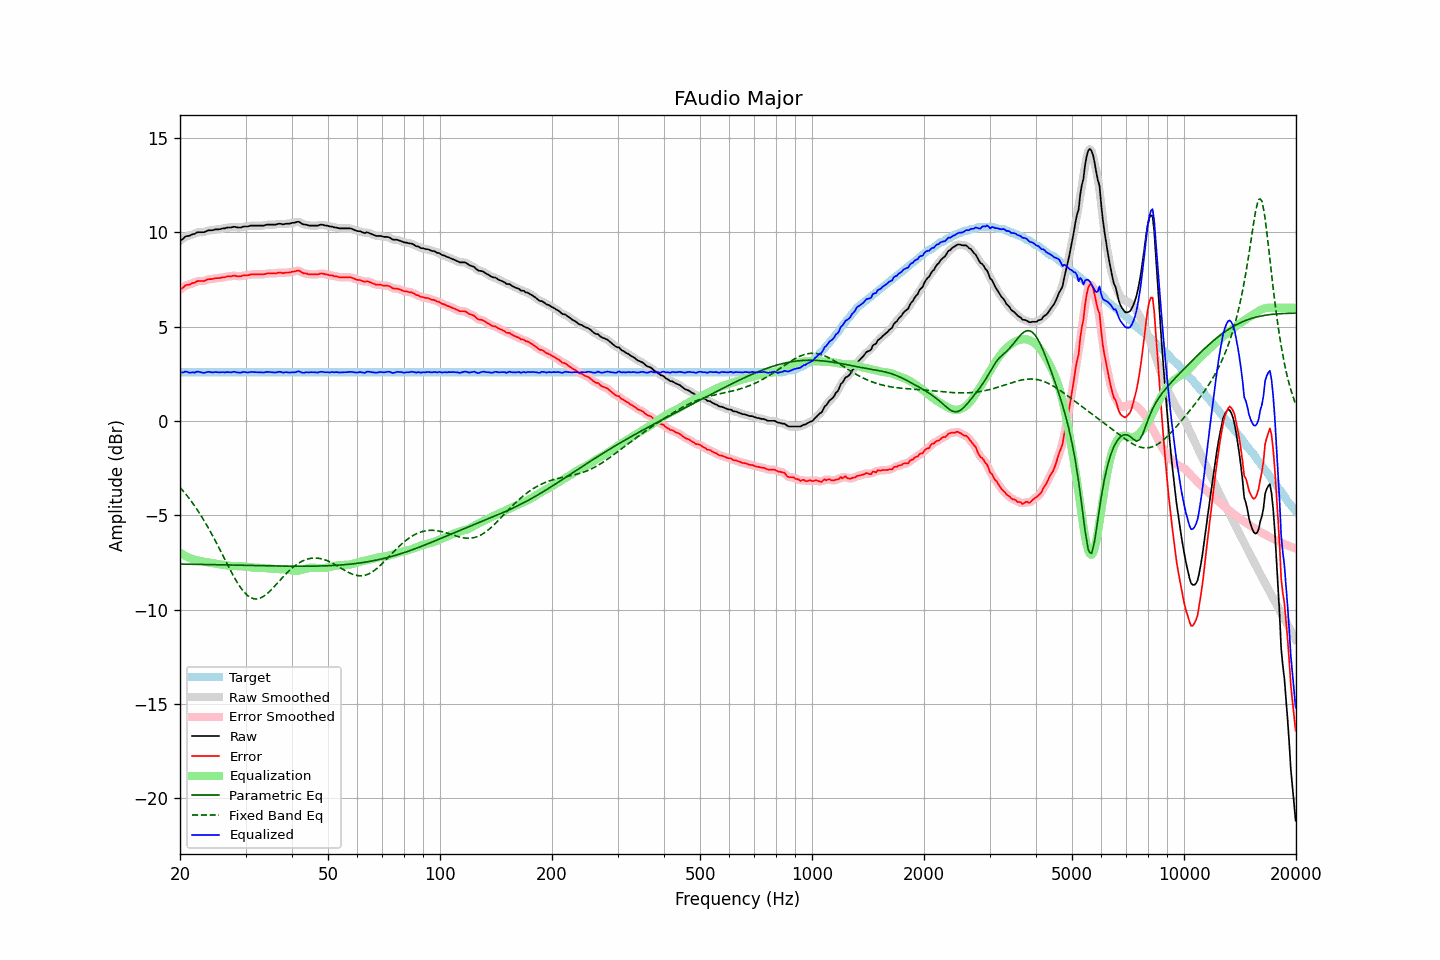 FAudio Major
15
10
5
0
−5
−10
−15
−20
Amplitude (dBr)
Target
Raw Smoothed
Error Smoothed
Raw
Error
Equalization
Parametric Eq
Fixed Band Eq
Equalized
20 50 100 200 500 1000 2000 5000 10000 20000
Frequency (Hz)